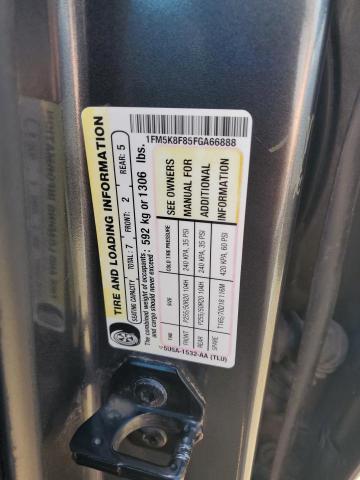 1FM5K8F85FGA66888
TIRE AND LOADING INFORMATION
SEATING CAPACITY TOTAL: 7 FRONT: 2 REAR: 5
The combined weight of occupants
and cargo should never exceed: 592 kg or 1306 lbs.
TIRE SIZE COLD TIRE PRESSURE
FRONT P255/50R20 104H 240 KPA, 35 PSI
REAR P255/50R20 104H 240 KPA, 35 PSI
SPARE T165/70D18 116M 420 KPA, 60 PSI
SEE OWNERS
MANUAL FOR
ADDITIONAL
INFORMATION
5U5A-1532-AA (TLU)